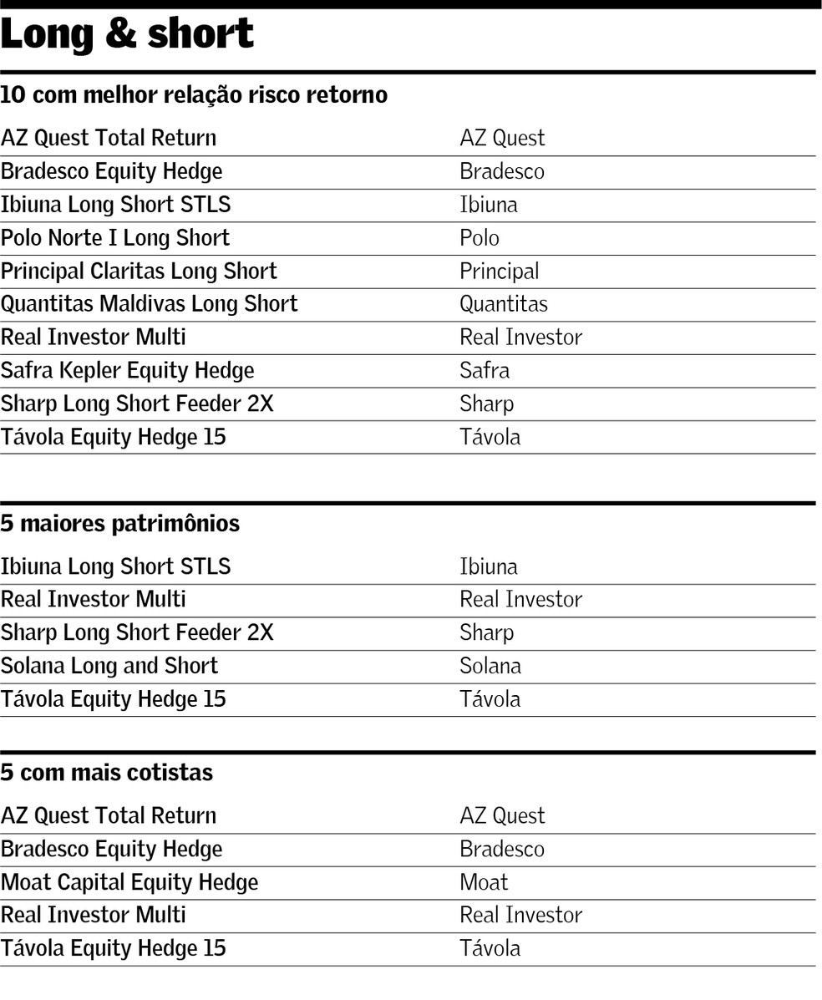 Long & short
10 com melhor relação risco retorno
AZ Quest Total Return AZ Quest
Bradesco Equity Hedge Bradesco
Ibiuna Long Short STLS Ibiuna
Polo Norte I Long Short Polo
Principal Claritas Long Short Principal
Quantitas Maldivas Long Short Quantitas
Real Investor Multi Real Investor
Safra Kepler Equity Hedge Safra
Sharp Long Short Feeder 2X Sharp
Távola Equity Hedge 15 Távola
5 maiores patrimônios
Ibiuna Long Short STLS Ibiuna
Real Investor Multi Real Investor
Sharp Long Short Feeder 2X Sharp
Solana Long and Short Solana
Távola Equity Hedge 15 Távola
5 com mais cotistas
AZ Quest Total Return AZ Quest
Bradesco Equity Hedge Bradesco
Moat Capital Equity Hedge Moat
Real Investor Multi Real Investor
Távola Equity Hedge 15 Távola